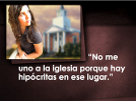 "No me
uno a la Iglesia porque hay
hipócritas en ese lugar."